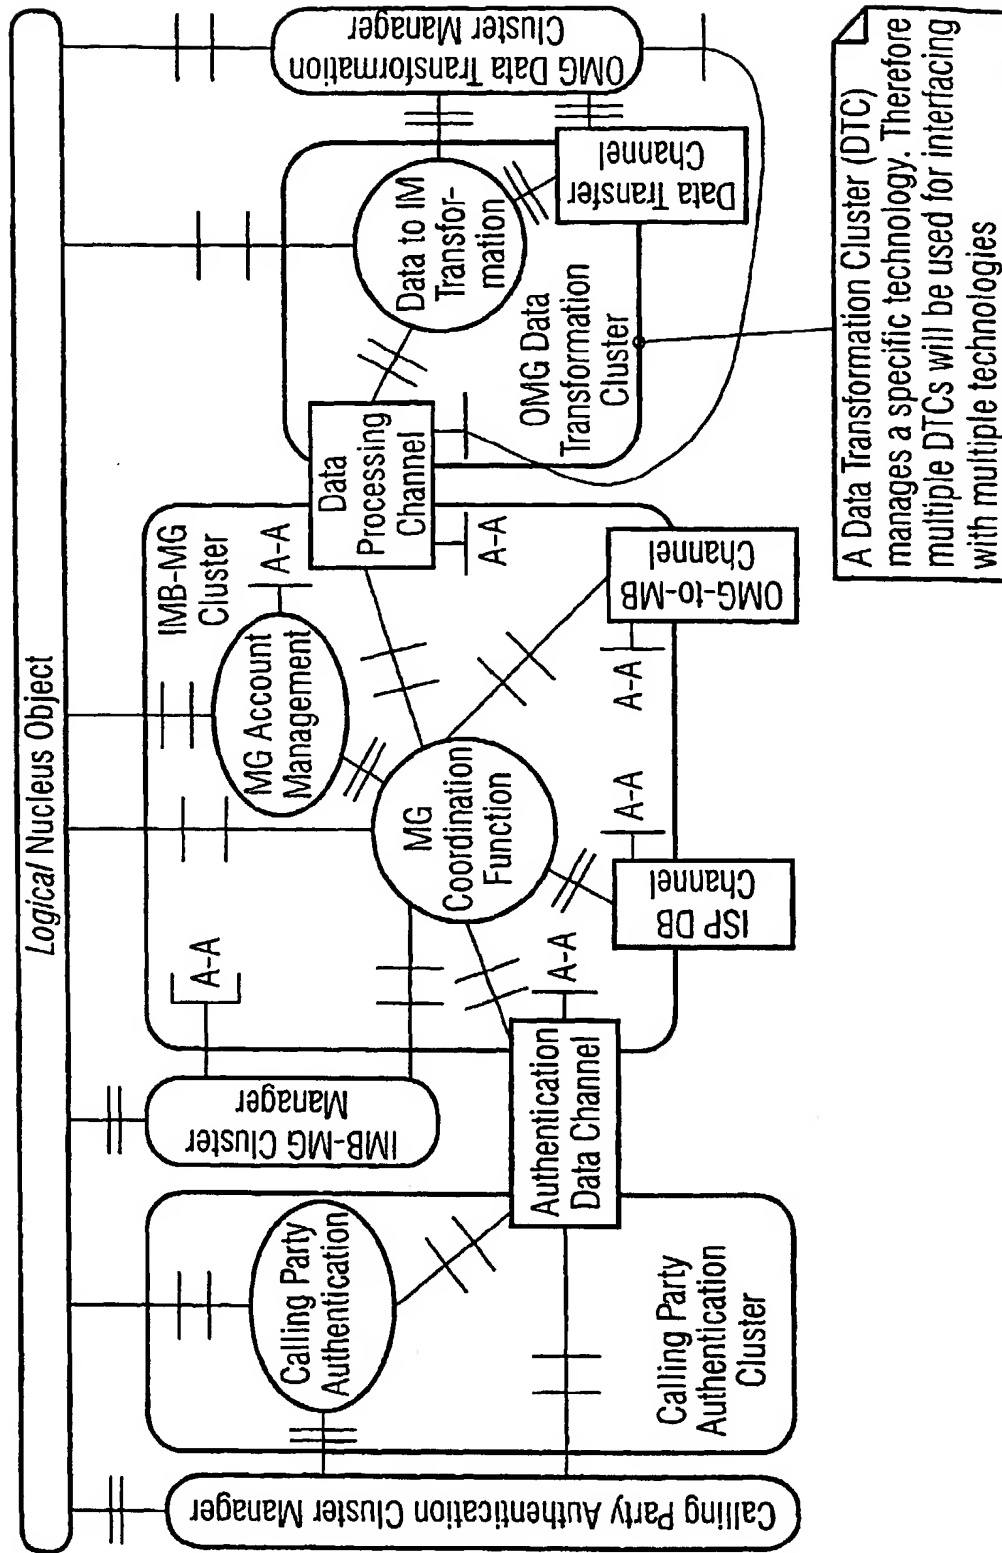 Logical Nucleus Object
Calling Party Authentication Cluster Manager
Calling Party
Authentication
Calling Party
Authentication
Cluster
IMB-MG Cluster
Manager
Authentication
Data Channel
A-A
A-A
MG
Coordination
Function
MG Account
Management
IMB-MG
Cluster
A-A
ISP DB
Channel
A-A
OMG-to-MB
Channel
A-A
Data
Processing
Channel
A-A
OMG Data
Transformation
Cluster
Data to IM
Transfor-
mation
Data Transfer
Channel
OMG Data Transformation
Cluster Manager
A Data Transformation Cluster (DTC)
manages a specific technology. Therefore
multiple DTCs will be used for interfacing
with multiple technologies